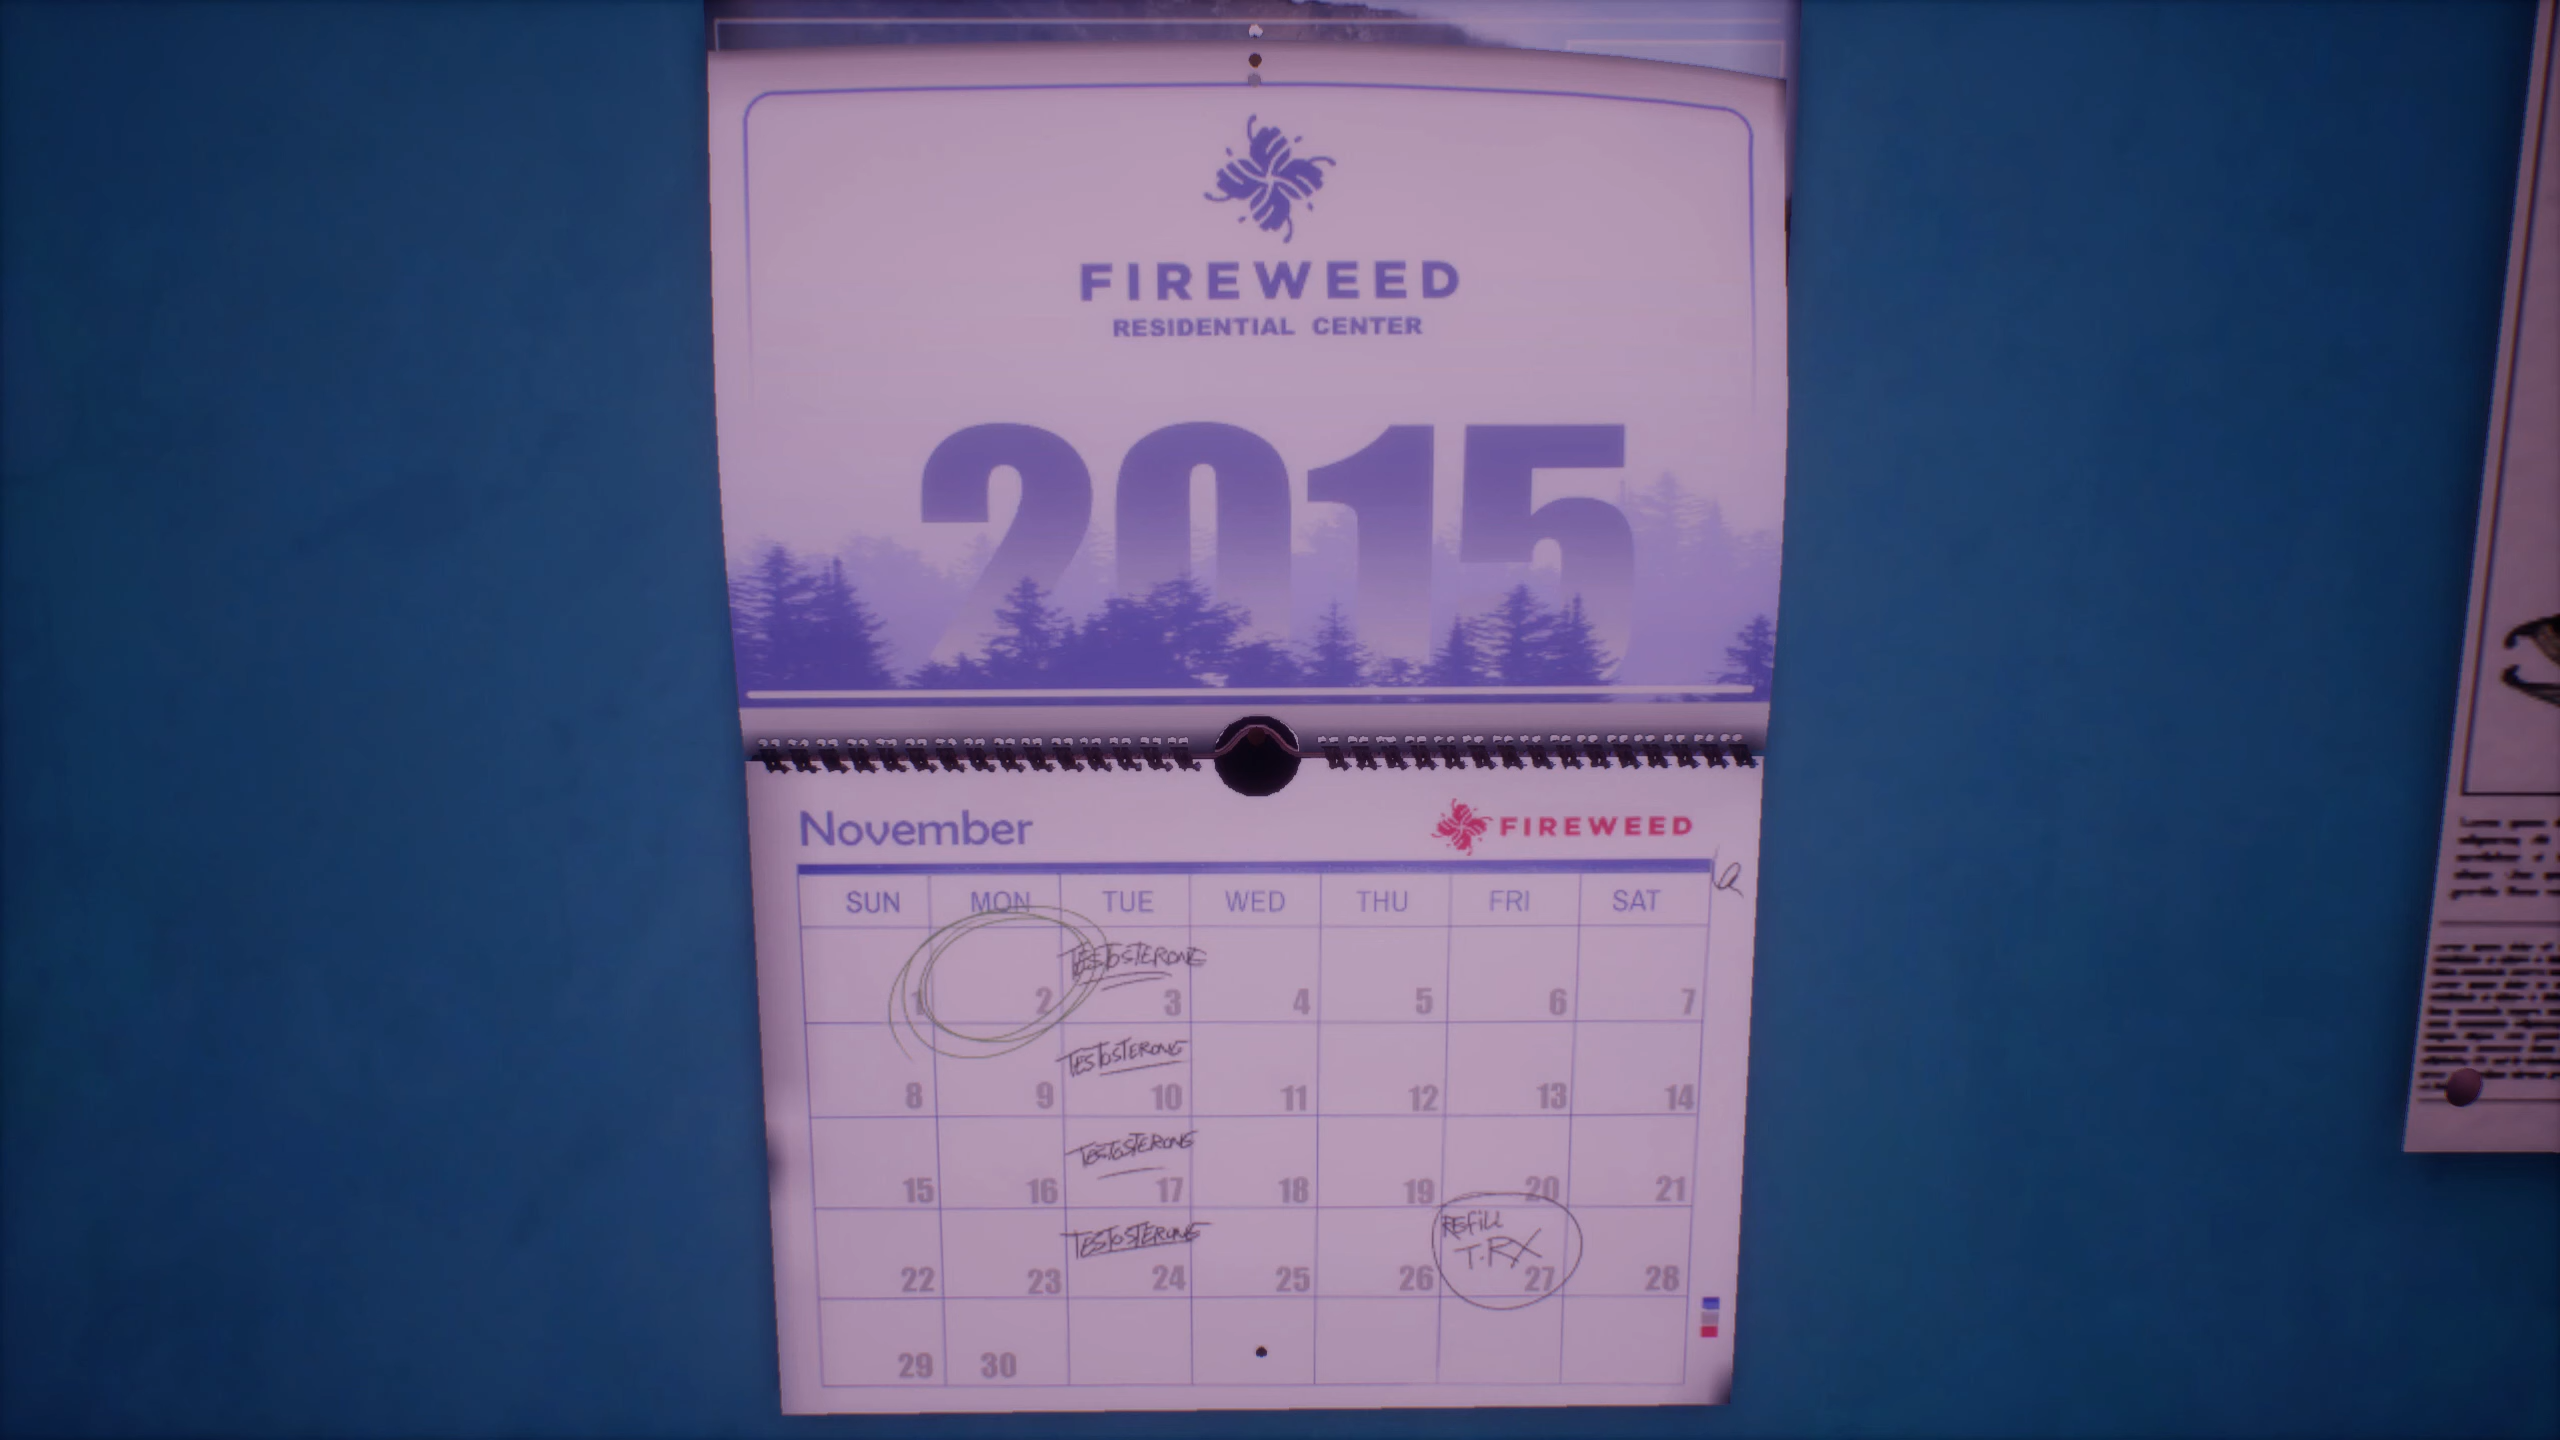 FIREWEED
RESIDENTIAL CENTER
2015
November
FIREWEED
SUN MON TUE WED THU FRI SAT
TESTOSTERONE
1 2 3 4 5 6 7
TESTOSTERONE
8 9 10 11 12 13 14
TESTOSTERONE
15 16 17 18 19 20 21
TESTOSTERONE
REfill
T-RX
22 23 24 25 26 27 28
29 30